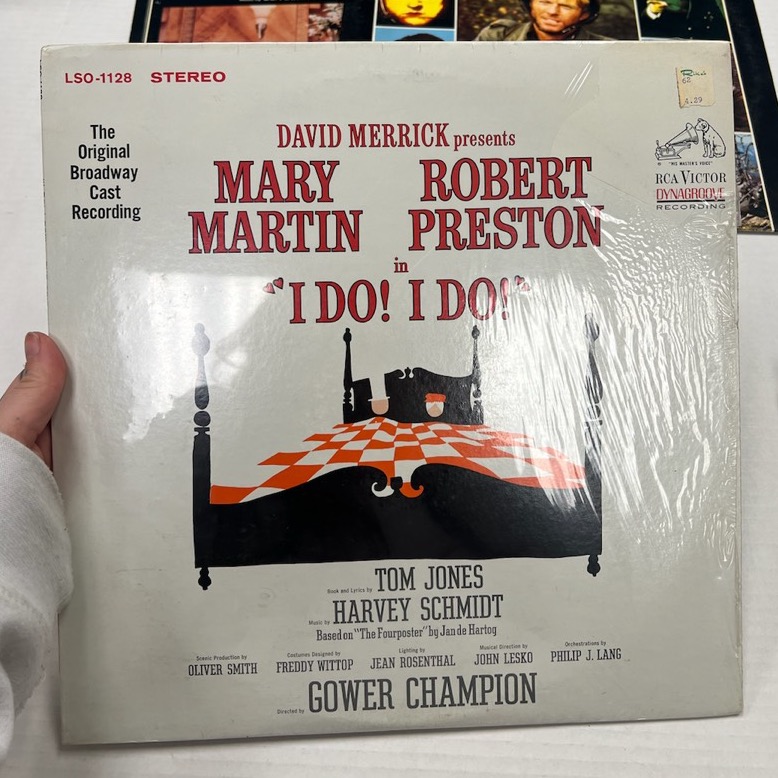 LSO-1128 STEREO
62
4.29
The
Original
Broadway
Cast
Recording
"HIS MASTER'S VOICE"
RCA VICTOR
DYNAGROOVE
RECORDING
DAVID MERRICK presents
MARY ROBERT
MARTIN PRESTON
in
"I DO! I DO!"
Book and Lyrics by TOM JONES
Music by HARVEY SCHMIDT
Based on "The Fourposter" by Jan de Hartog
Scenic Production by OLIVER SMITH
Costumes Designed by FREDDY WITTOP
Lighting by JEAN ROSENTHAL
Musical Direction by JOHN LESKO
Orchestrations by PHILIP J. LANG
Directed by GOWER CHAMPION